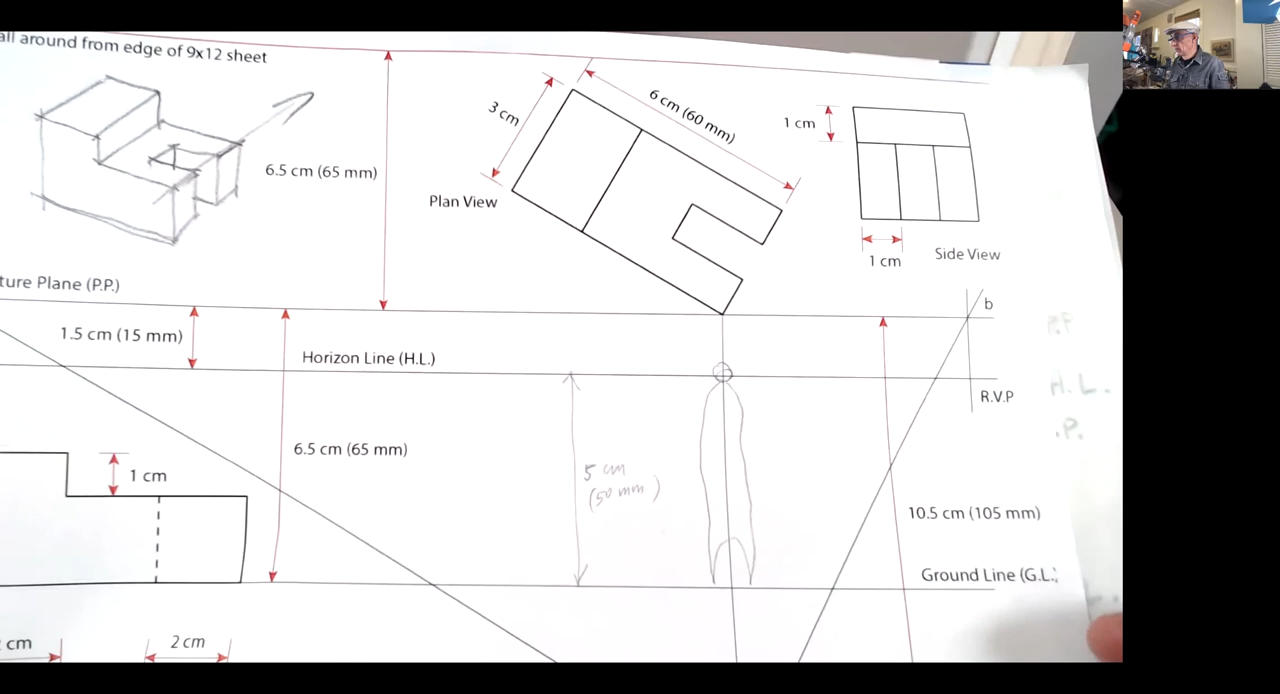 all around from edge of 9x12 sheet
3 cm
6 cm (60 mm)
1 cm
6.5 cm (65 mm)
Plan View
1 cm
Side View
ture Plane (P.P.)
b
1.5 cm (15 mm)
Horizon Line (H.L.)
R.V.P
H.L.
.P.
6.5 cm (65 mm)
1 cm
5 cm
(50 mm)
10.5 cm (105 mm)
Ground Line (G.L.
cm
2 cm